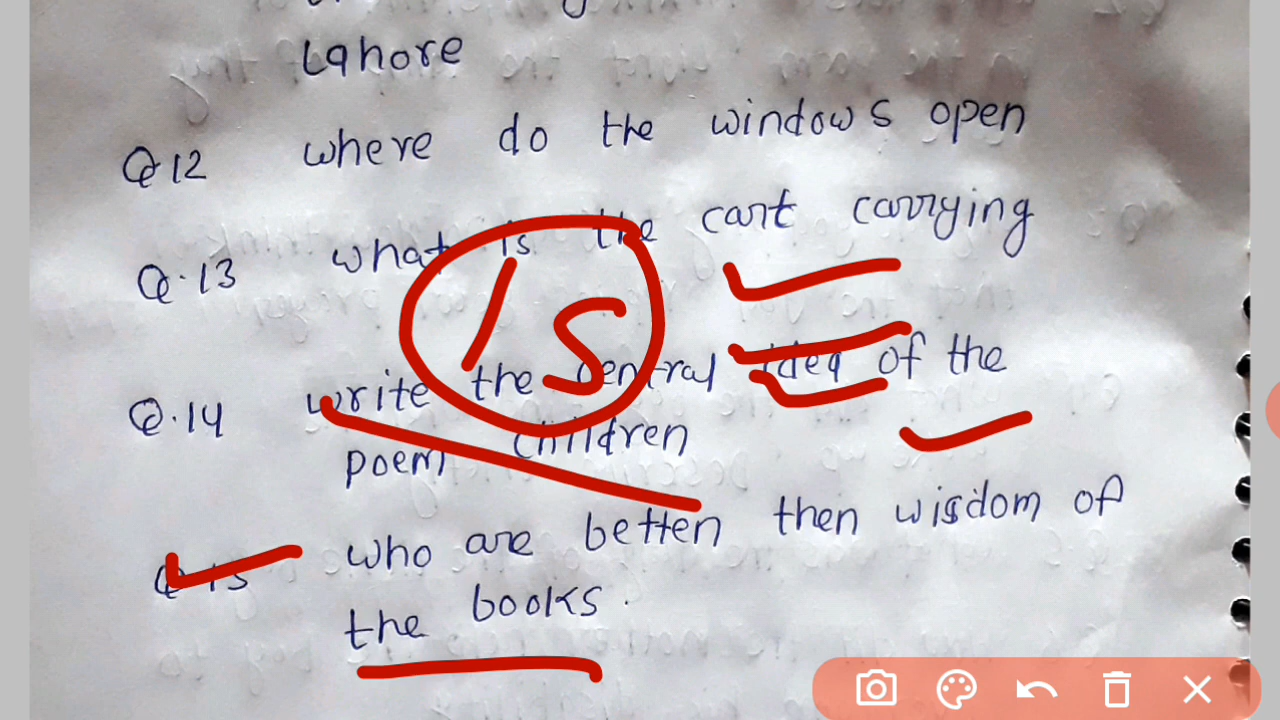 Lahore
Q12 where do the windows open
Q.13 what is the cart carrying
15
Q.14 write the central idea of the
poem children
Q 15 who are betten then wisdom of
the books.